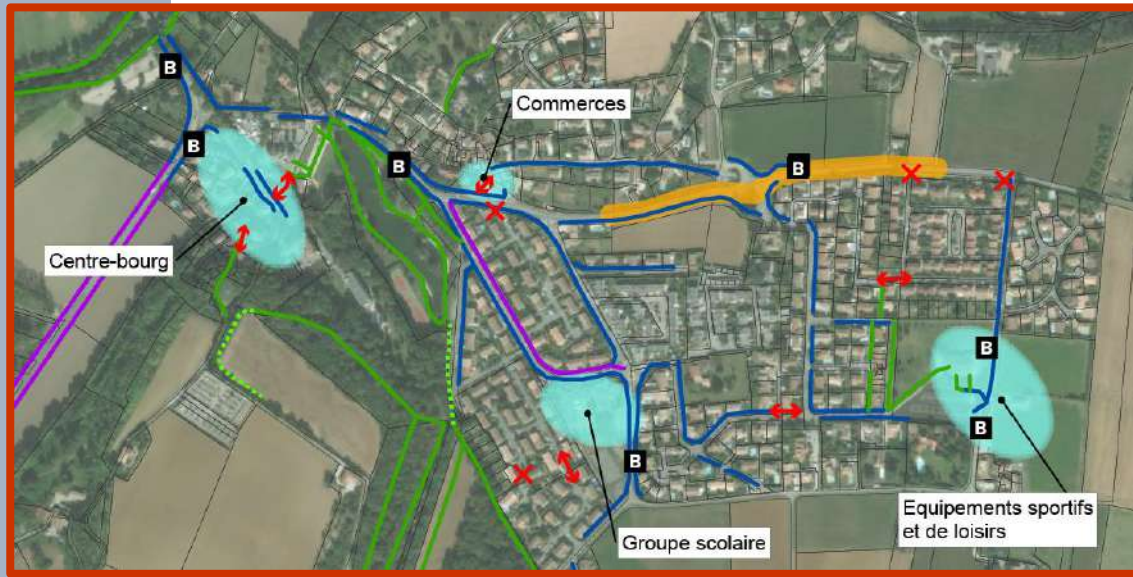 B
Commerces
B
B
B
Centre-bourg
B
B
B
Groupe scolaire
Equipements sportifs
et de loisirs